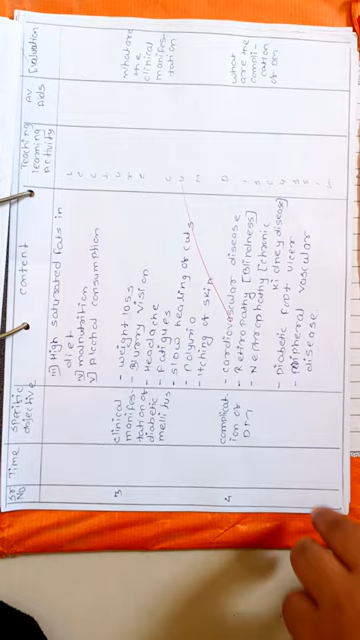 Sr No Time Specific objective Content Teaching learning activity AV Aids Evaluation
iii) High saturated fats in diet
iv) malnutrition
v) Alcohol consumption
3 clinical manifestation of diabetic mellitus
- weight loss
- Blurry vision
- Headache
- Fatigues
- slow healing of cuts
- Itching of skin
what are the clinical manifestation
4 complication of DM
- cardiovascular disease
- Retinopathy [Blindness]
- Nephropathy [chronic kidney disease]
- Diabetic foot ulcer
- Peripheral vascular disease
what are the complication of DM